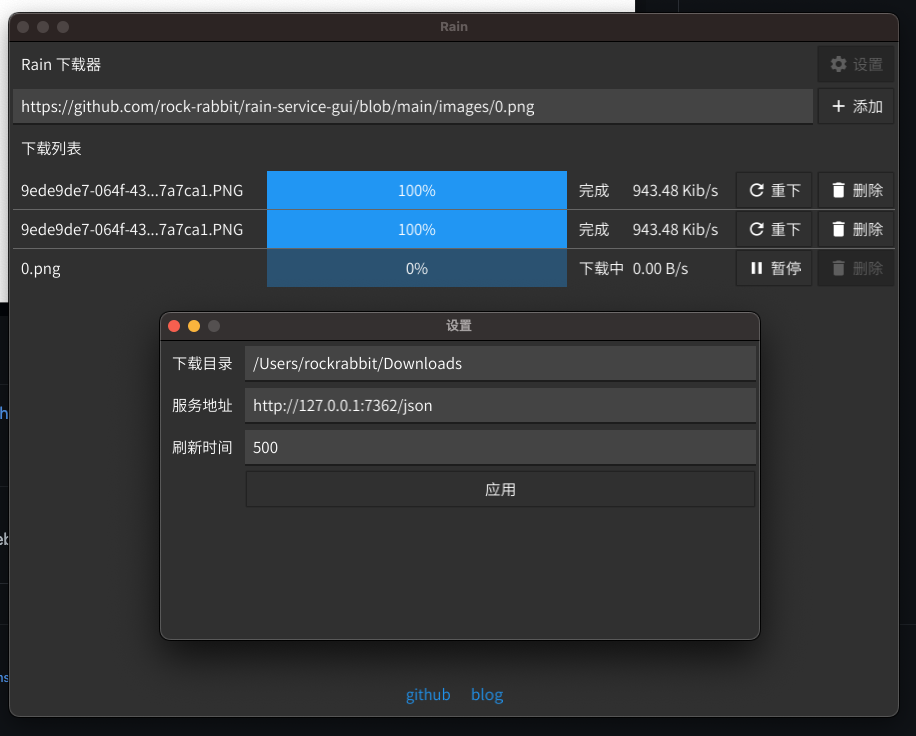 Rain
Rain 下载器 设置
https://github.com/rock-rabbit/rain-service-gui/blob/main/images/0.png 添加
下载列表
9ede9de7-064f-43...7a7ca1.PNG 100% 完成 943.48 Kib/s 重下 删除
9ede9de7-064f-43...7a7ca1.PNG 100% 完成 943.48 Kib/s 重下 删除
0.png 0% 下载中 0.00 B/s 暂停 删除
设置
下载目录 /Users/rockrabbit/Downloads
服务地址 http://127.0.0.1:7362/json
刷新时间 500
应用
github blog